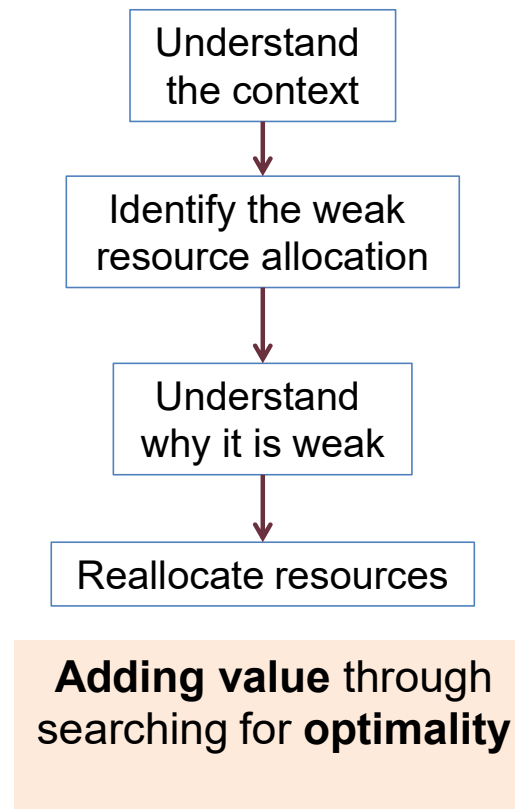 Understand
the context
Identify the weak
resource allocation
Understand
why it is weak
Reallocate resources
Adding value through
searching for optimality